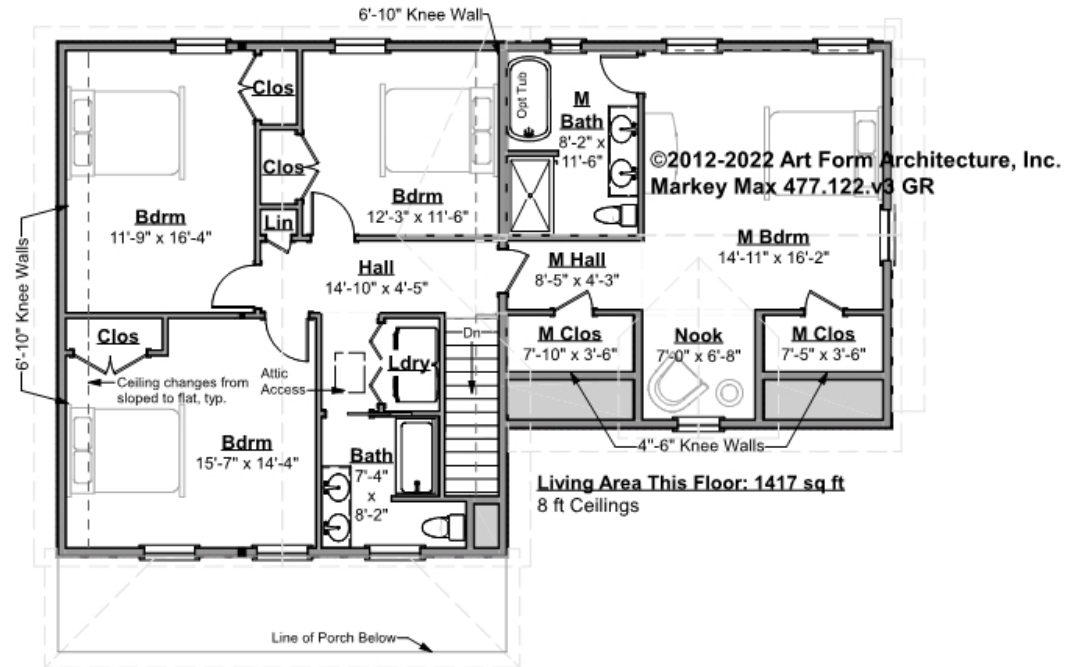 6'-10" Knee Wall
Clos
Opt Tub
M
Bath
8'-2" x
11'-6"
©2012-2022 Art Form Architecture, Inc.
Markey Max 477.122.v3 GR
Clos
Bdrm
12'-3" x 11'-6"
Bdrm
11'-9" x 16'-4"
Lin
M Bdrm
14'-11" x 16'-2"
6'-10" Knee Walls
Hall
14'-10" x 4'-5"
M Hall
8'-5" x 4'-3"
Clos
Dn
M Clos
7'-10" x 3'-6"
Nook
7'-0" x 6'-8"
M Clos
7'-5" x 3'-6"
Ldry
Ceiling changes from
sloped to flat, typ.
Attic
Access
Bdrm
15'-7" x 14'-4"
Bath
7'-4"
x
8'-2"
4"-6" Knee Walls
Living Area This Floor: 1417 sq ft
8 ft Ceilings
Line of Porch Below